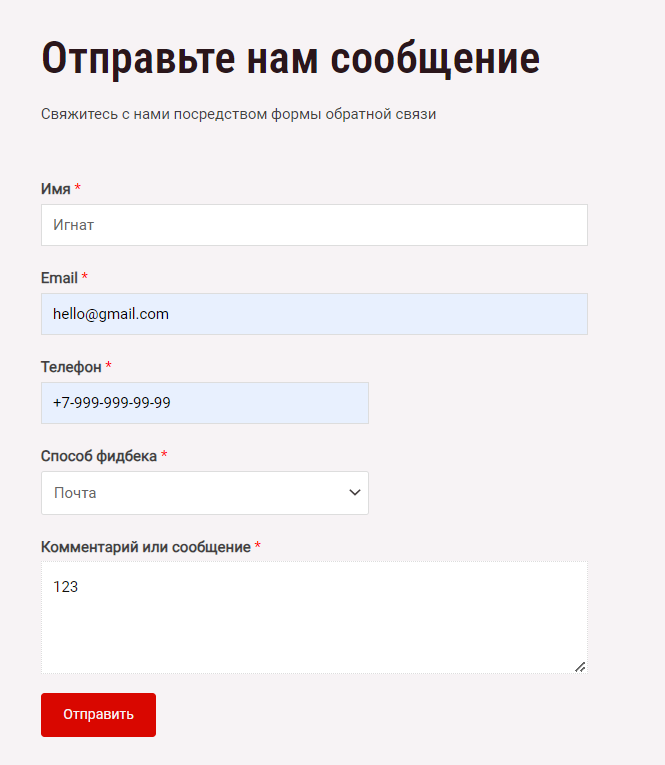 Отправьте нам сообщение
Свяжитесь с нами посредством формы обратной связи
Имя *
Игнат
Email *
hello@gmail.com
Телефон *
+7-999-999-99-99
Способ фидбека *
Почта
Комментарий или сообщение *
123
Отправить